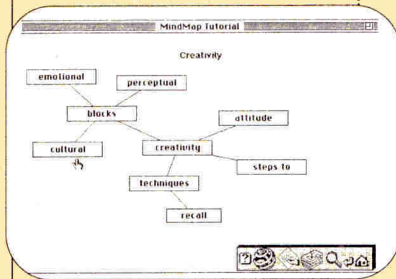 MindMap Tutorial
Creativity
emotional
perceptual
blocks
attitude
cultural
creativity
steps to
techniques
recall
?